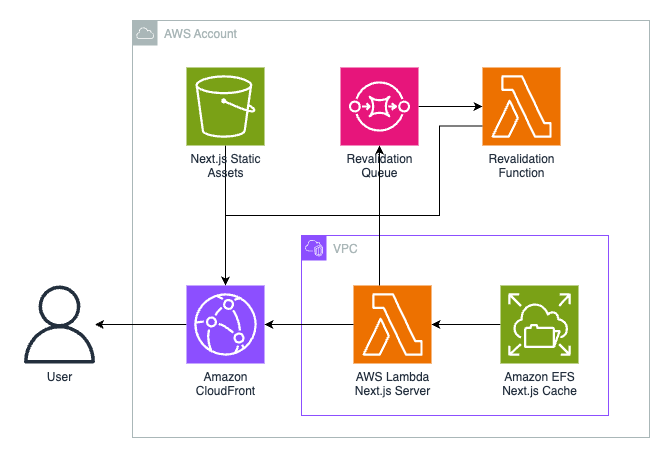 AWS Account
Next.js Static
Assets
Revalidation
Queue
Revalidation
Function
VPC
User
Amazon
CloudFront
AWS Lambda
Next.js Server
Amazon EFS
Next.js Cache